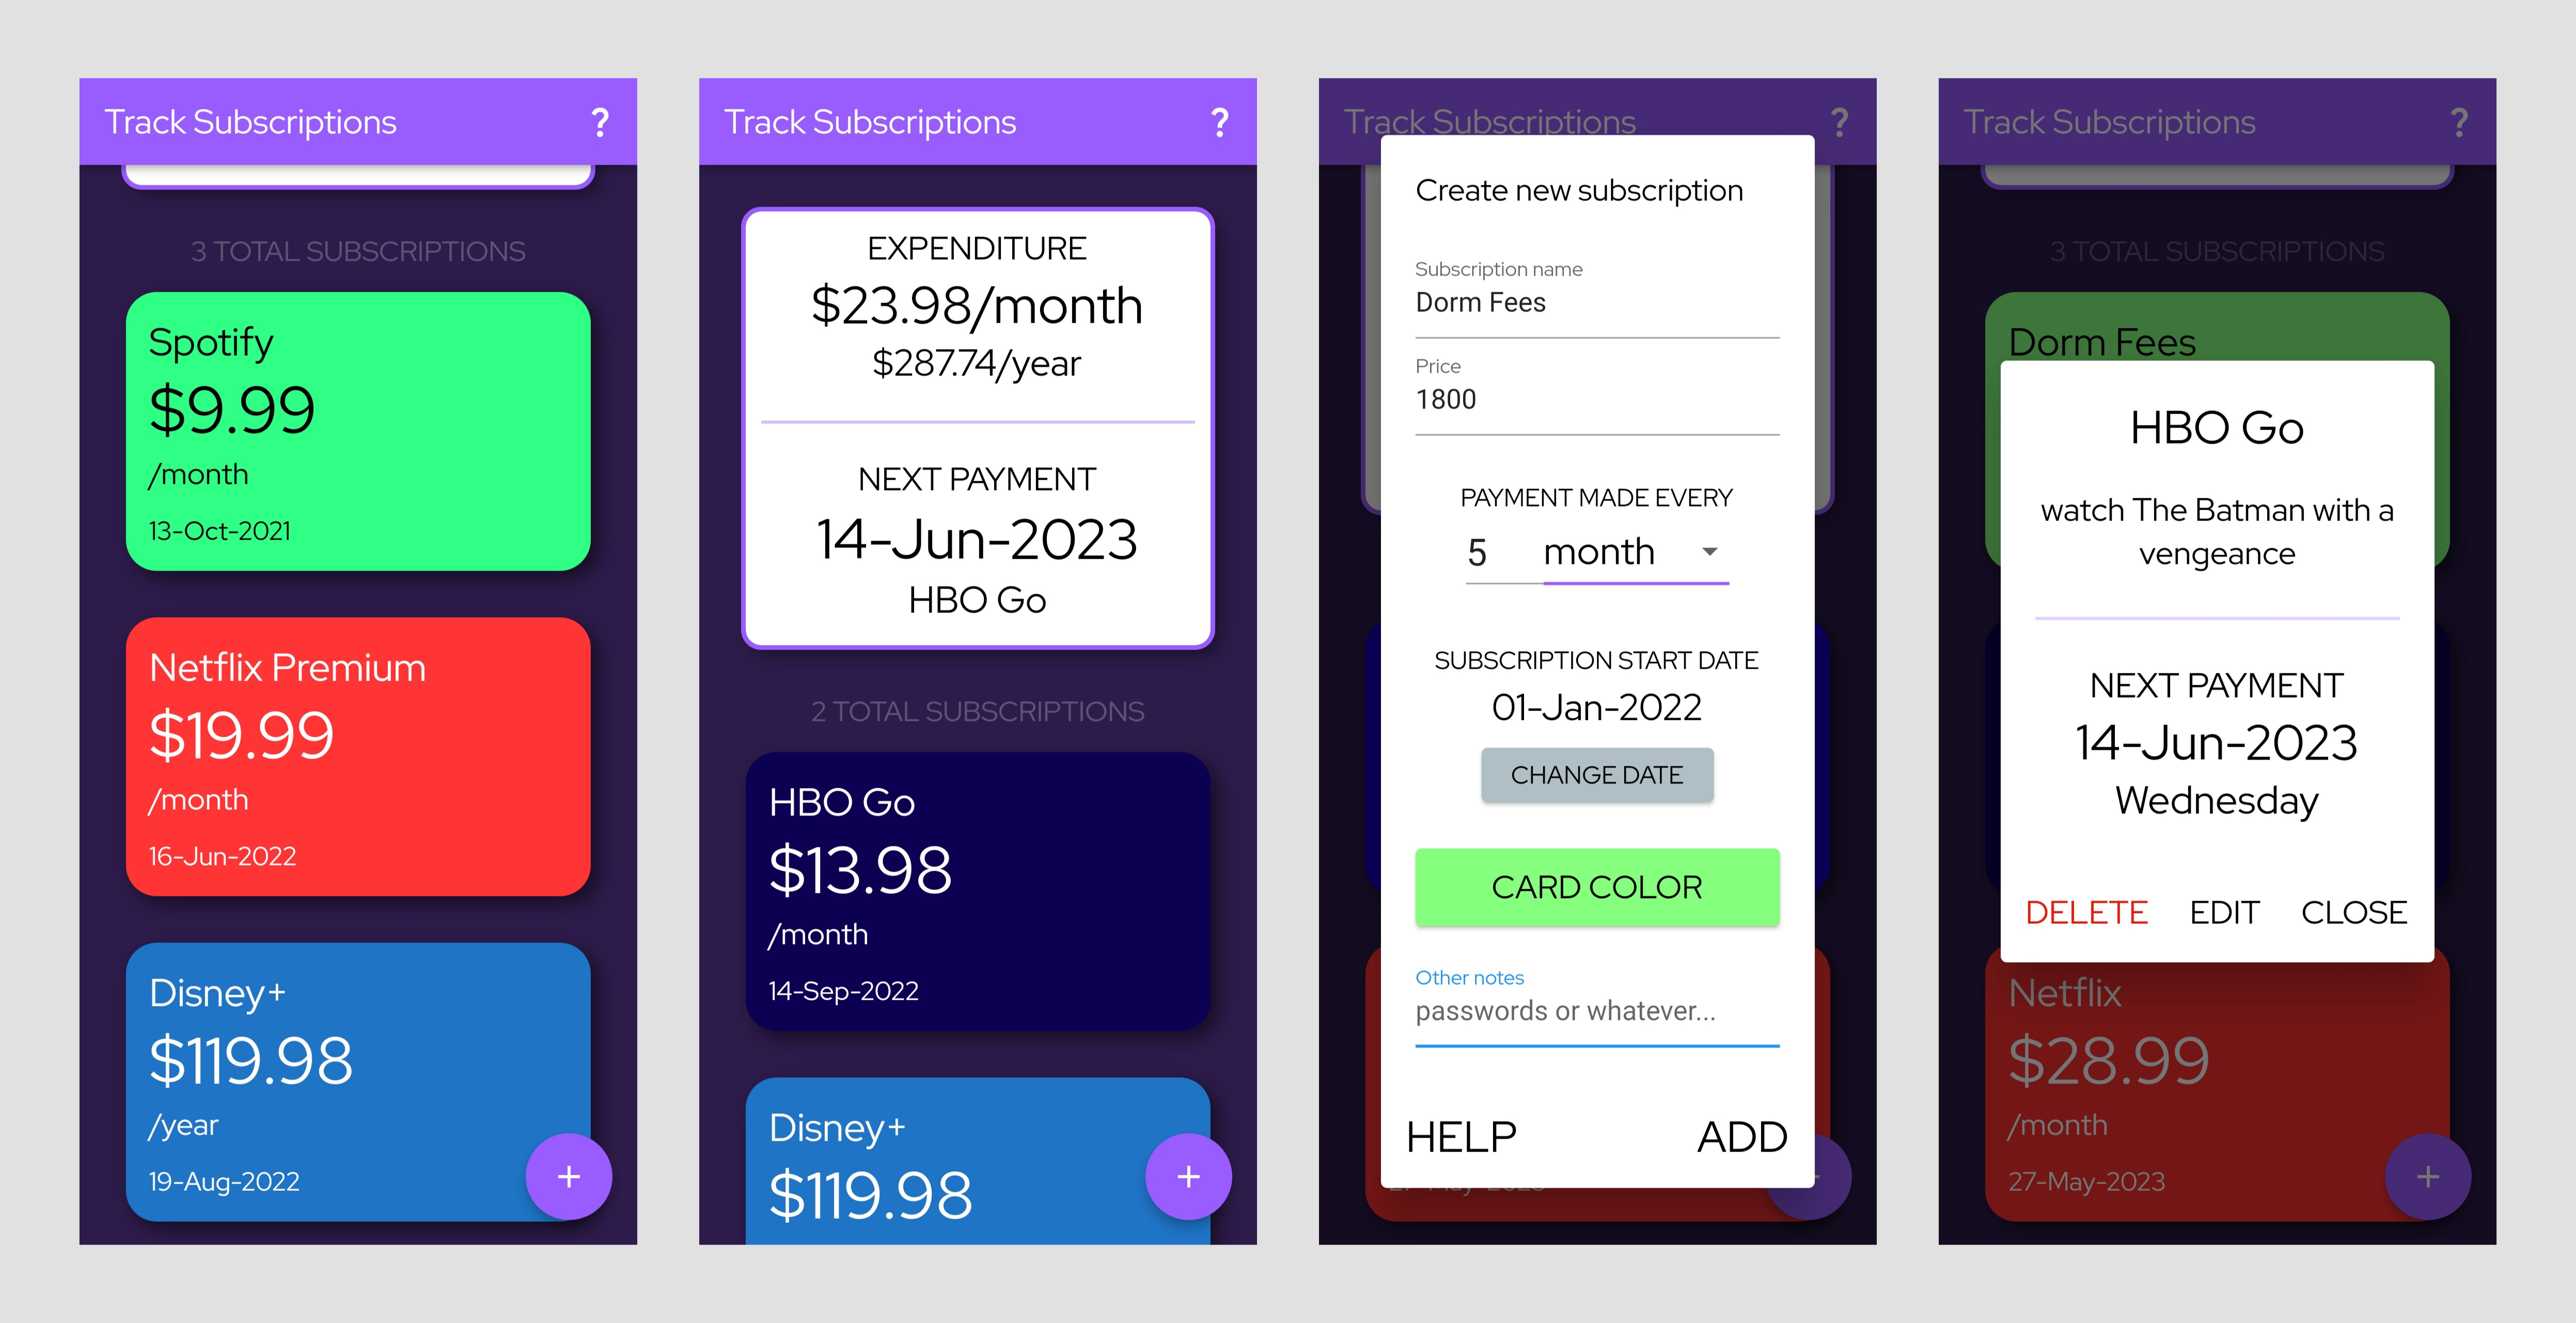 Track Subscriptions ?
3 TOTAL SUBSCRIPTIONS
Spotify
$9.99
/month
13-Oct-2021
Netflix Premium
$19.99
/month
16-Jun-2022
Disney+
$119.98
/year
19-Aug-2022
+
Track Subscriptions ?
EXPENDITURE
$23.98/month
$287.74/year
NEXT PAYMENT
14-Jun-2023
HBO Go
2 TOTAL SUBSCRIPTIONS
HBO Go
$13.98
/month
14-Sep-2022
Disney+
$119.98
+
Track Subscriptions ?
Create new subscription
Subscription name
Dorm Fees
Price
1800
PAYMENT MADE EVERY
5 month
SUBSCRIPTION START DATE
01-Jan-2022
CHANGE DATE
CARD COLOR
Other notes
passwords or whatever...
HELP ADD
Track Subscriptions ?
3 TOTAL SUBSCRIPTIONS
Dorm Fees
HBO Go
watch The Batman with a
vengeance
NEXT PAYMENT
14-Jun-2023
Wednesday
DELETE EDIT CLOSE
Netflix
$28.99
/month
27-May-2023
+